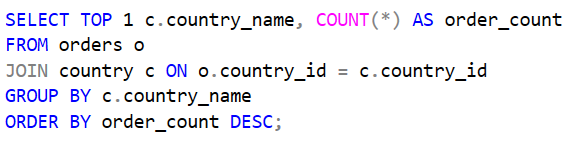 SELECT TOP 1 c.country_name, COUNT(*) AS order_count
FROM orders o
JOIN country c ON o.country_id = c.country_id
GROUP BY c.country_name
ORDER BY order_count DESC;